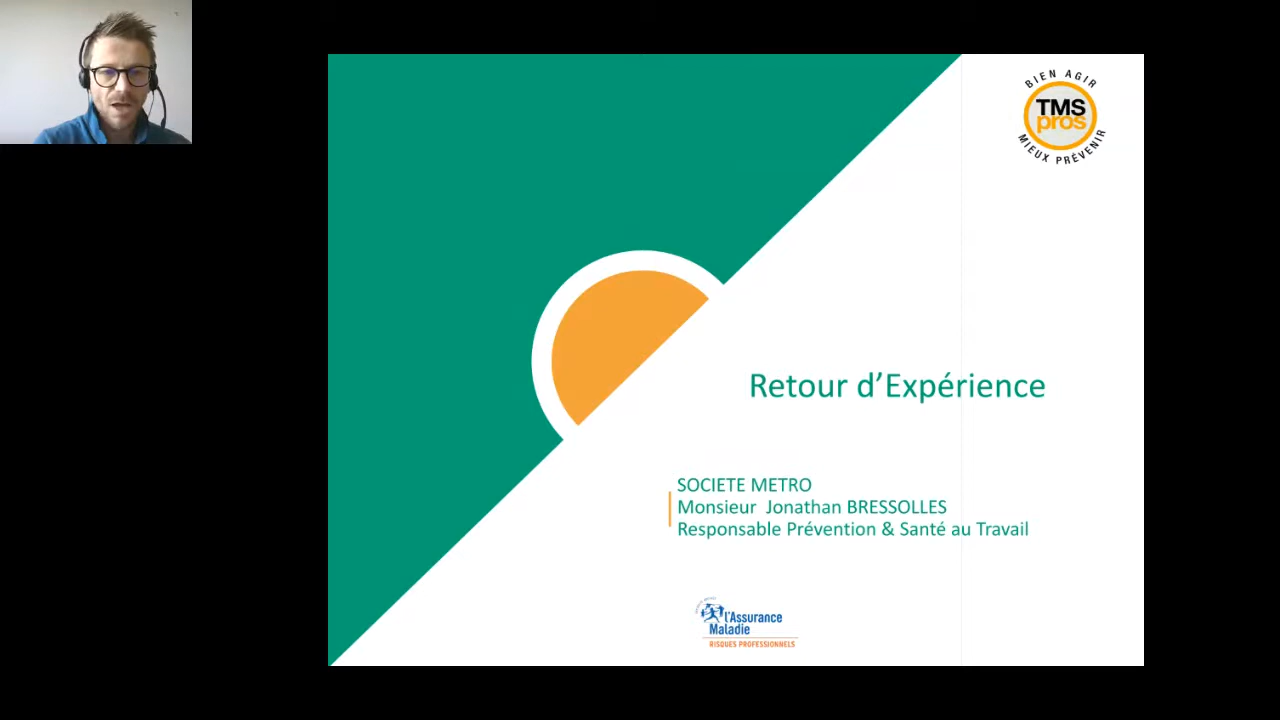 BIEN AGIR
TMS
pros
MIEUX PRÉVENIR
Retour d’Expérience
SOCIETE METRO
Monsieur Jonathan BRESSOLLES
Responsable Prévention & Santé au Travail
l’Assurance
Maladie
RISQUES PROFESSIONNELS